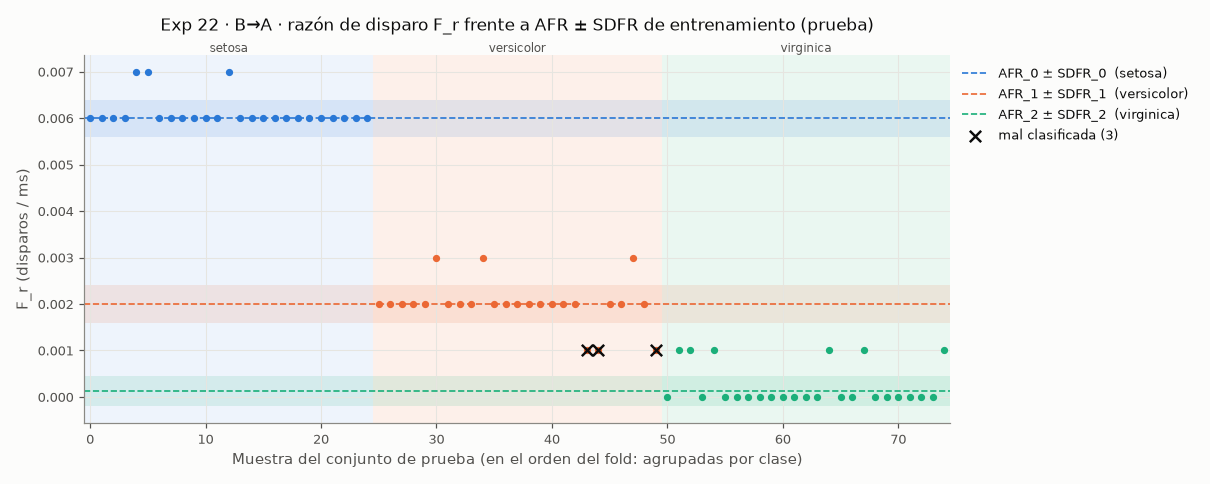 Exp 22 · B→A · razón de disparo F_r frente a AFR ± SDFR de entrenamiento (prueba)
setosa
versicolor
virginica
0.007
0.006
0.005
0.004
0.003
0.002
0.001
0.000
F_r (disparos / ms)
0
10
20
30
40
50
60
70
Muestra del conjunto de prueba (en el orden del fold: agrupadas por clase)
AFR_0 ± SDFR_0 (setosa)
AFR_1 ± SDFR_1 (versicolor)
AFR_2 ± SDFR_2 (virginica)
mal clasificada (3)